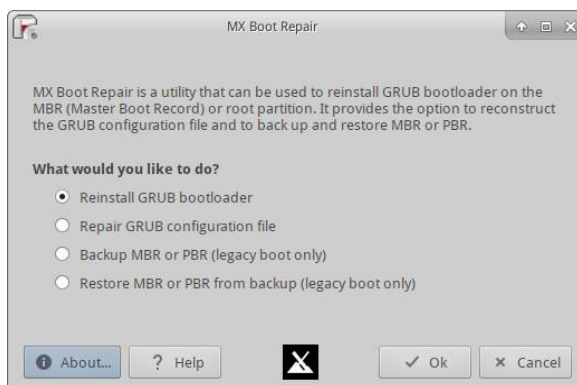 MX Boot Repair
MX Boot Repair is a utility that can be used to reinstall GRUB bootloader on the
MBR (Master Boot Record) or root partition. It provides the option to reconstruct
the GRUB configuration file and to back up and restore MBR or PBR.
What would you like to do?
Reinstall GRUB bootloader
Repair GRUB configuration file
Backup MBR or PBR (legacy boot only)
Restore MBR or PBR from backup (legacy boot only)
About... ? Help Ok Cancel